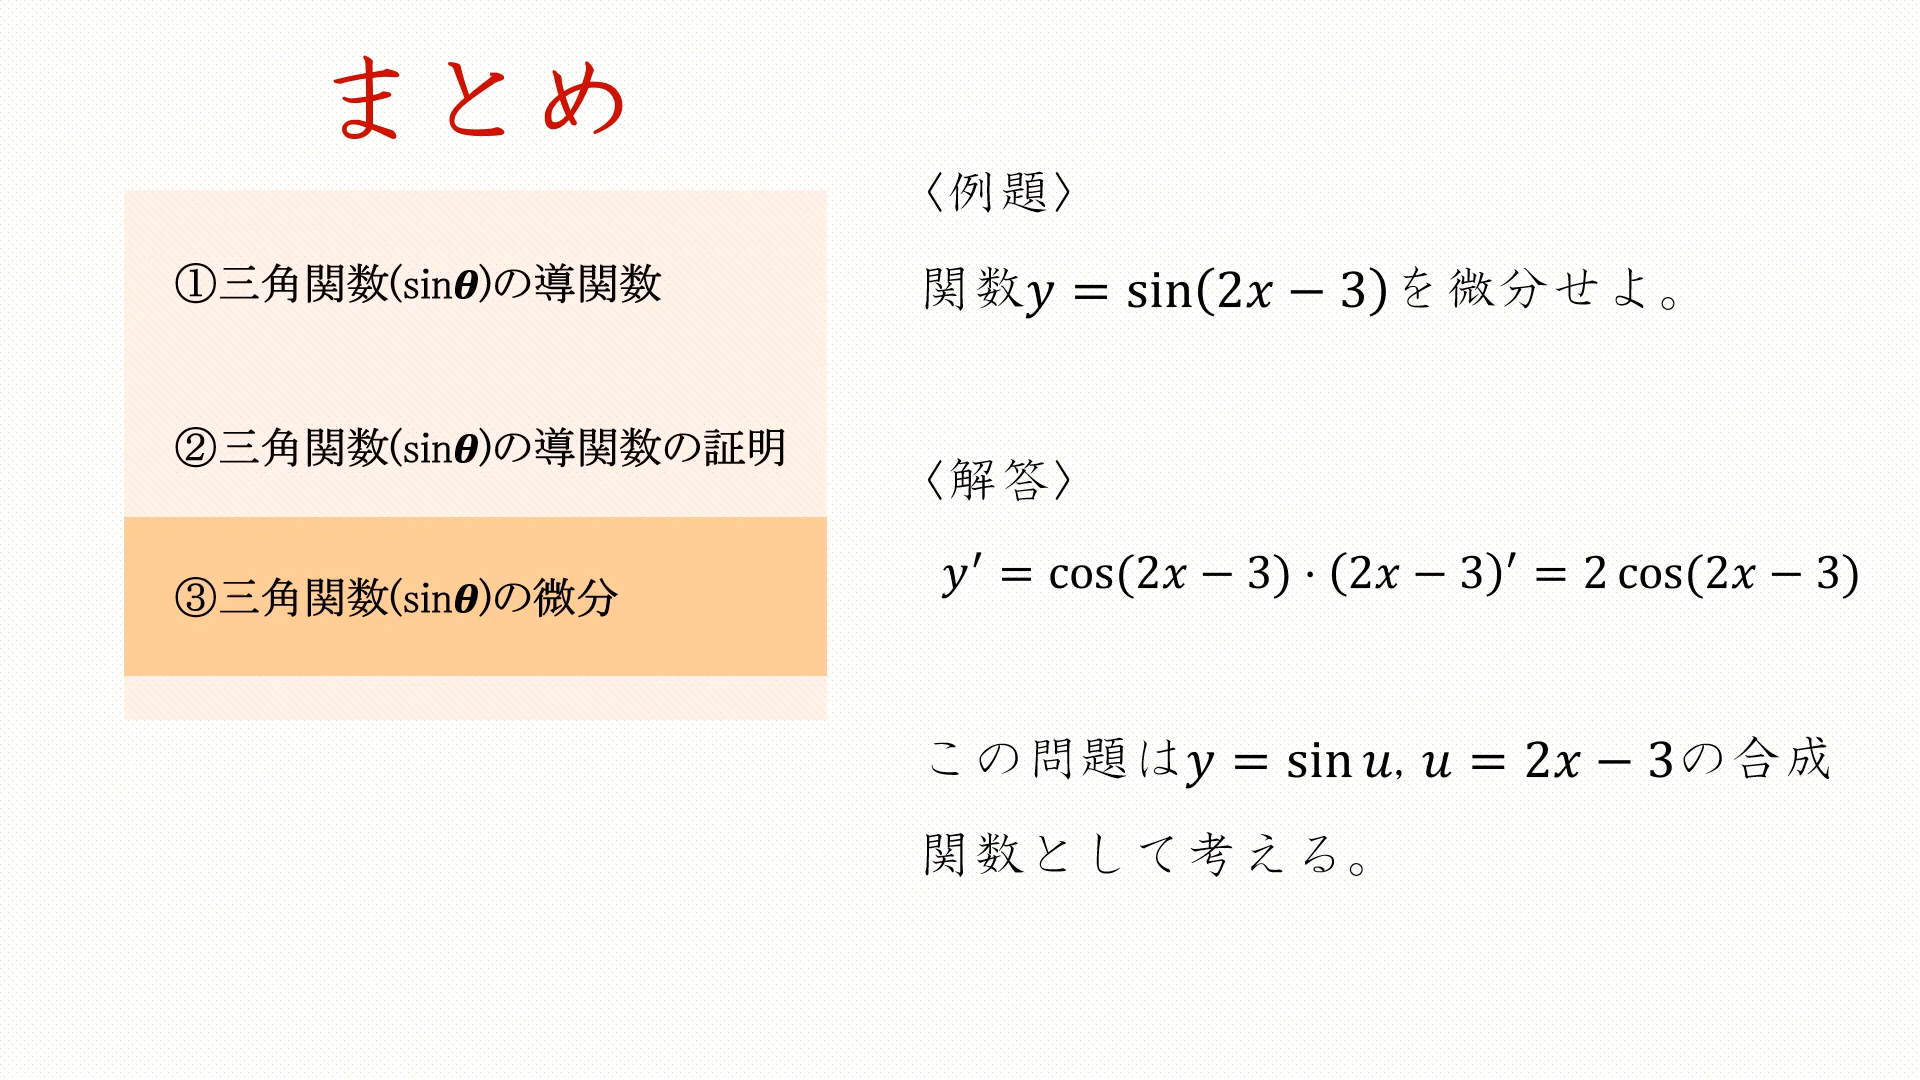 まとめ
①三角関数(sin𝜽)の導関数
②三角関数(sin𝜽)の導関数の証明
③三角関数(sin𝜽)の微分
〈例題〉
関数𝑦 = sin(2𝑥 − 3)を微分せよ。
〈解答〉
𝑦′ = cos(2𝑥 − 3) · (2𝑥 − 3)′ = 2 cos(2𝑥 − 3)
この問題は𝑦 = sin 𝑢, 𝑢 = 2𝑥 − 3の合成
関数として考える。